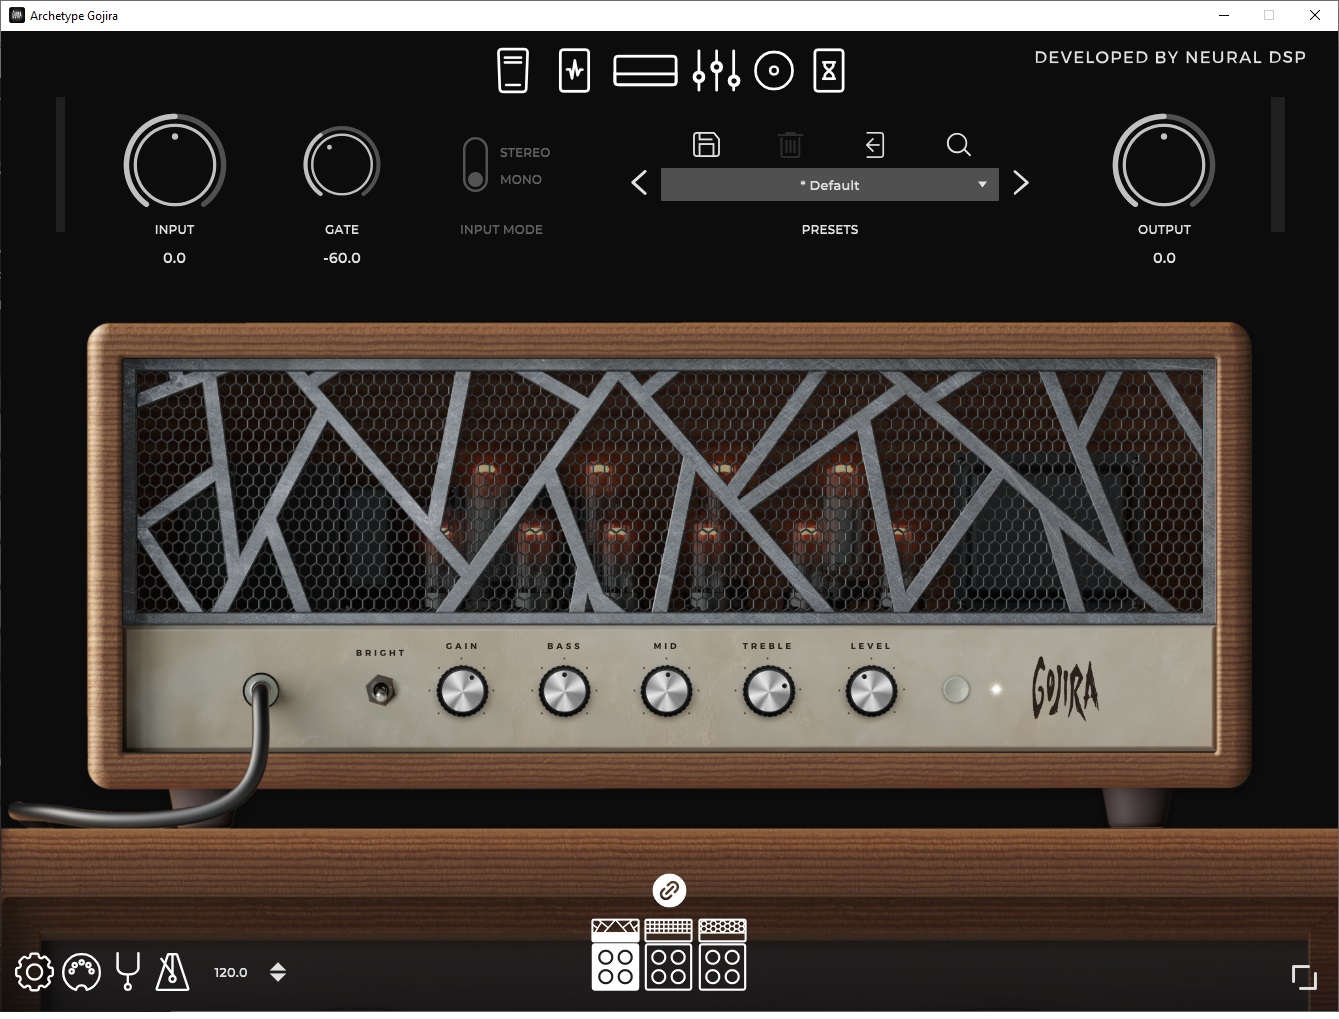 Archetype Gojira
DEVELOPED BY NEURAL DSP
STEREO
MONO
* Default
INPUT
GATE
INPUT MODE
PRESETS
OUTPUT
0.0
-60.0
0.0
BRIGHT
GAIN
BASS
MID
TREBLE
LEVEL
GOJIRA
120.0